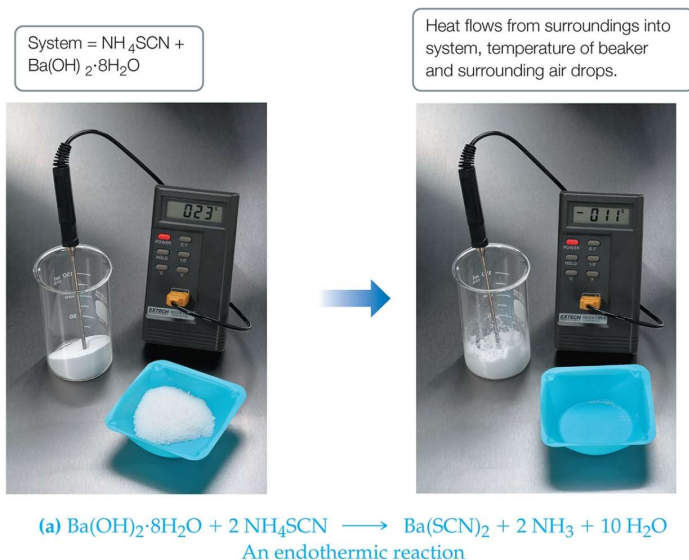 System = NH₄SCN +
Ba(OH) ₂·8H₂O
Heat flows from surroundings into
system, temperature of beaker
and surrounding air drops.
023
POWER
HOLD
EXTECH
- 011
POWER
HOLD
EXTECH
20
(a) Ba(OH)₂·8H₂O + 2 NH₄SCN ⟶ Ba(SCN)₂ + 2 NH₃ + 10 H₂O
An endothermic reaction